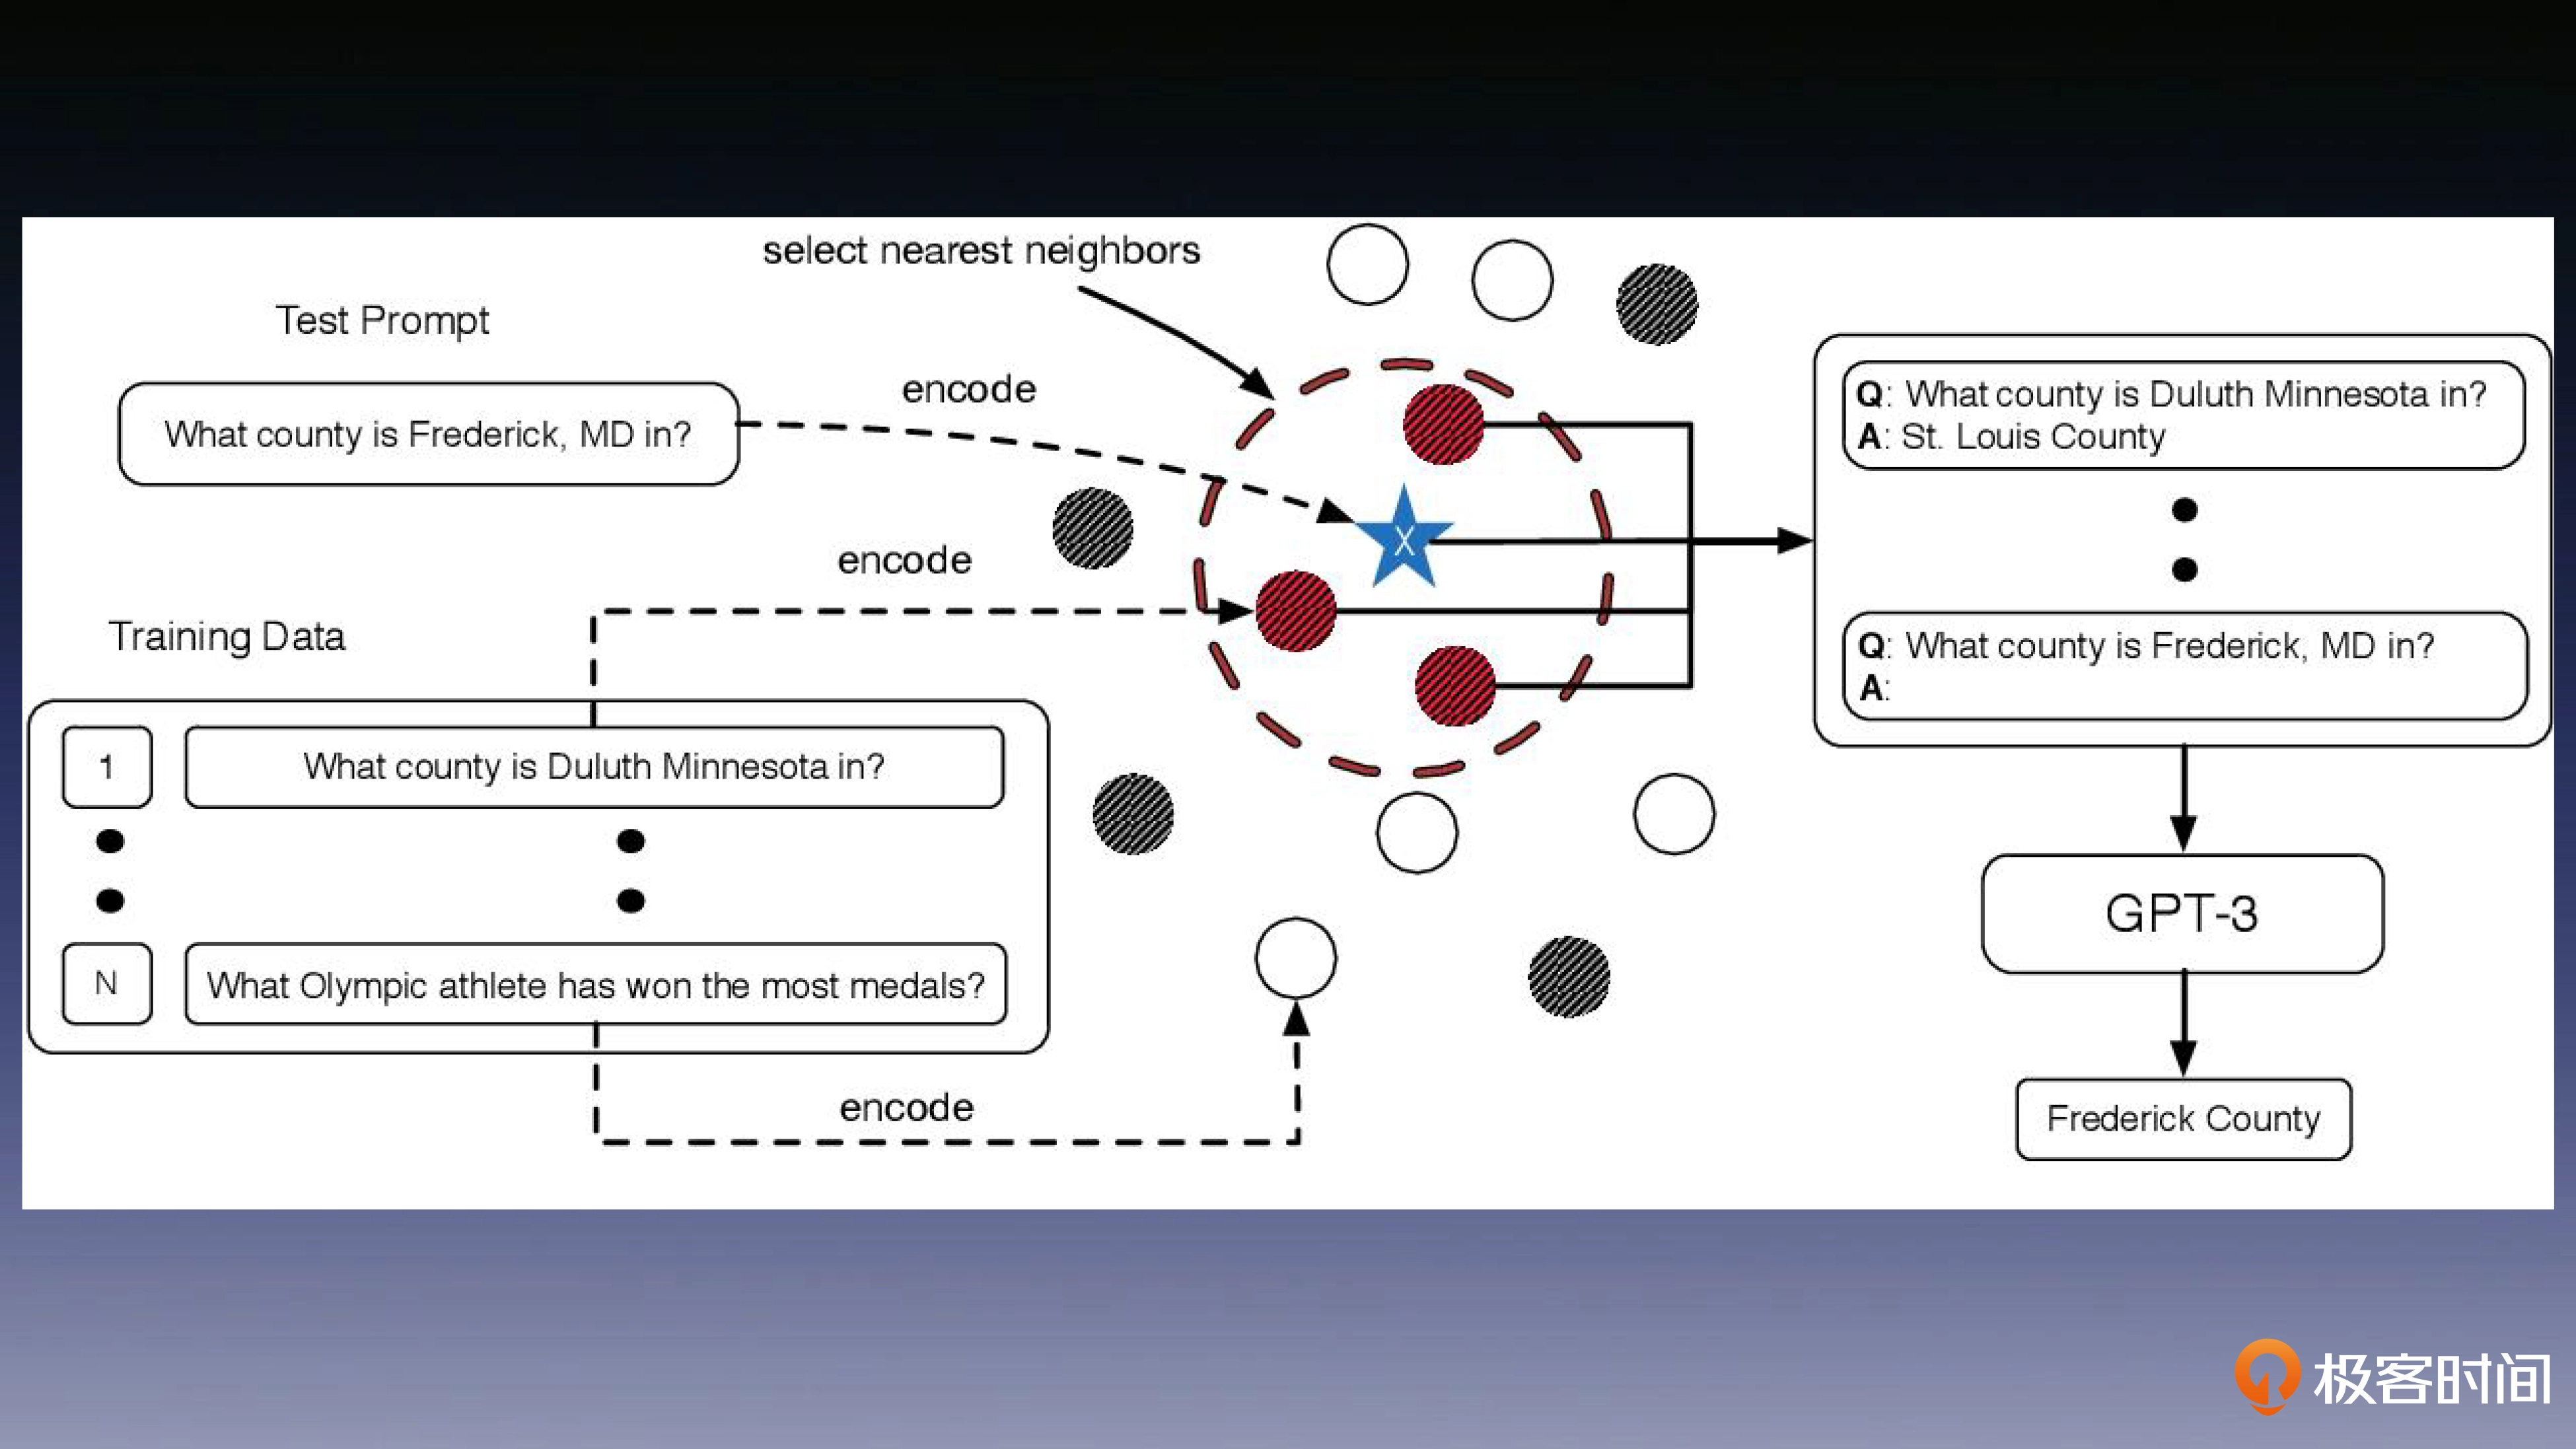 select nearest neighbors
Test Prompt
encode
What county is Frederick, MD in?
encode
Training Data
1
What county is Duluth Minnesota in?
N
What Olympic athlete has won the most medals?
encode
X
Q: What county is Duluth Minnesota in?
A: St. Louis County
Q: What county is Frederick, MD in?
A:
GPT-3
Frederick County
极客时间